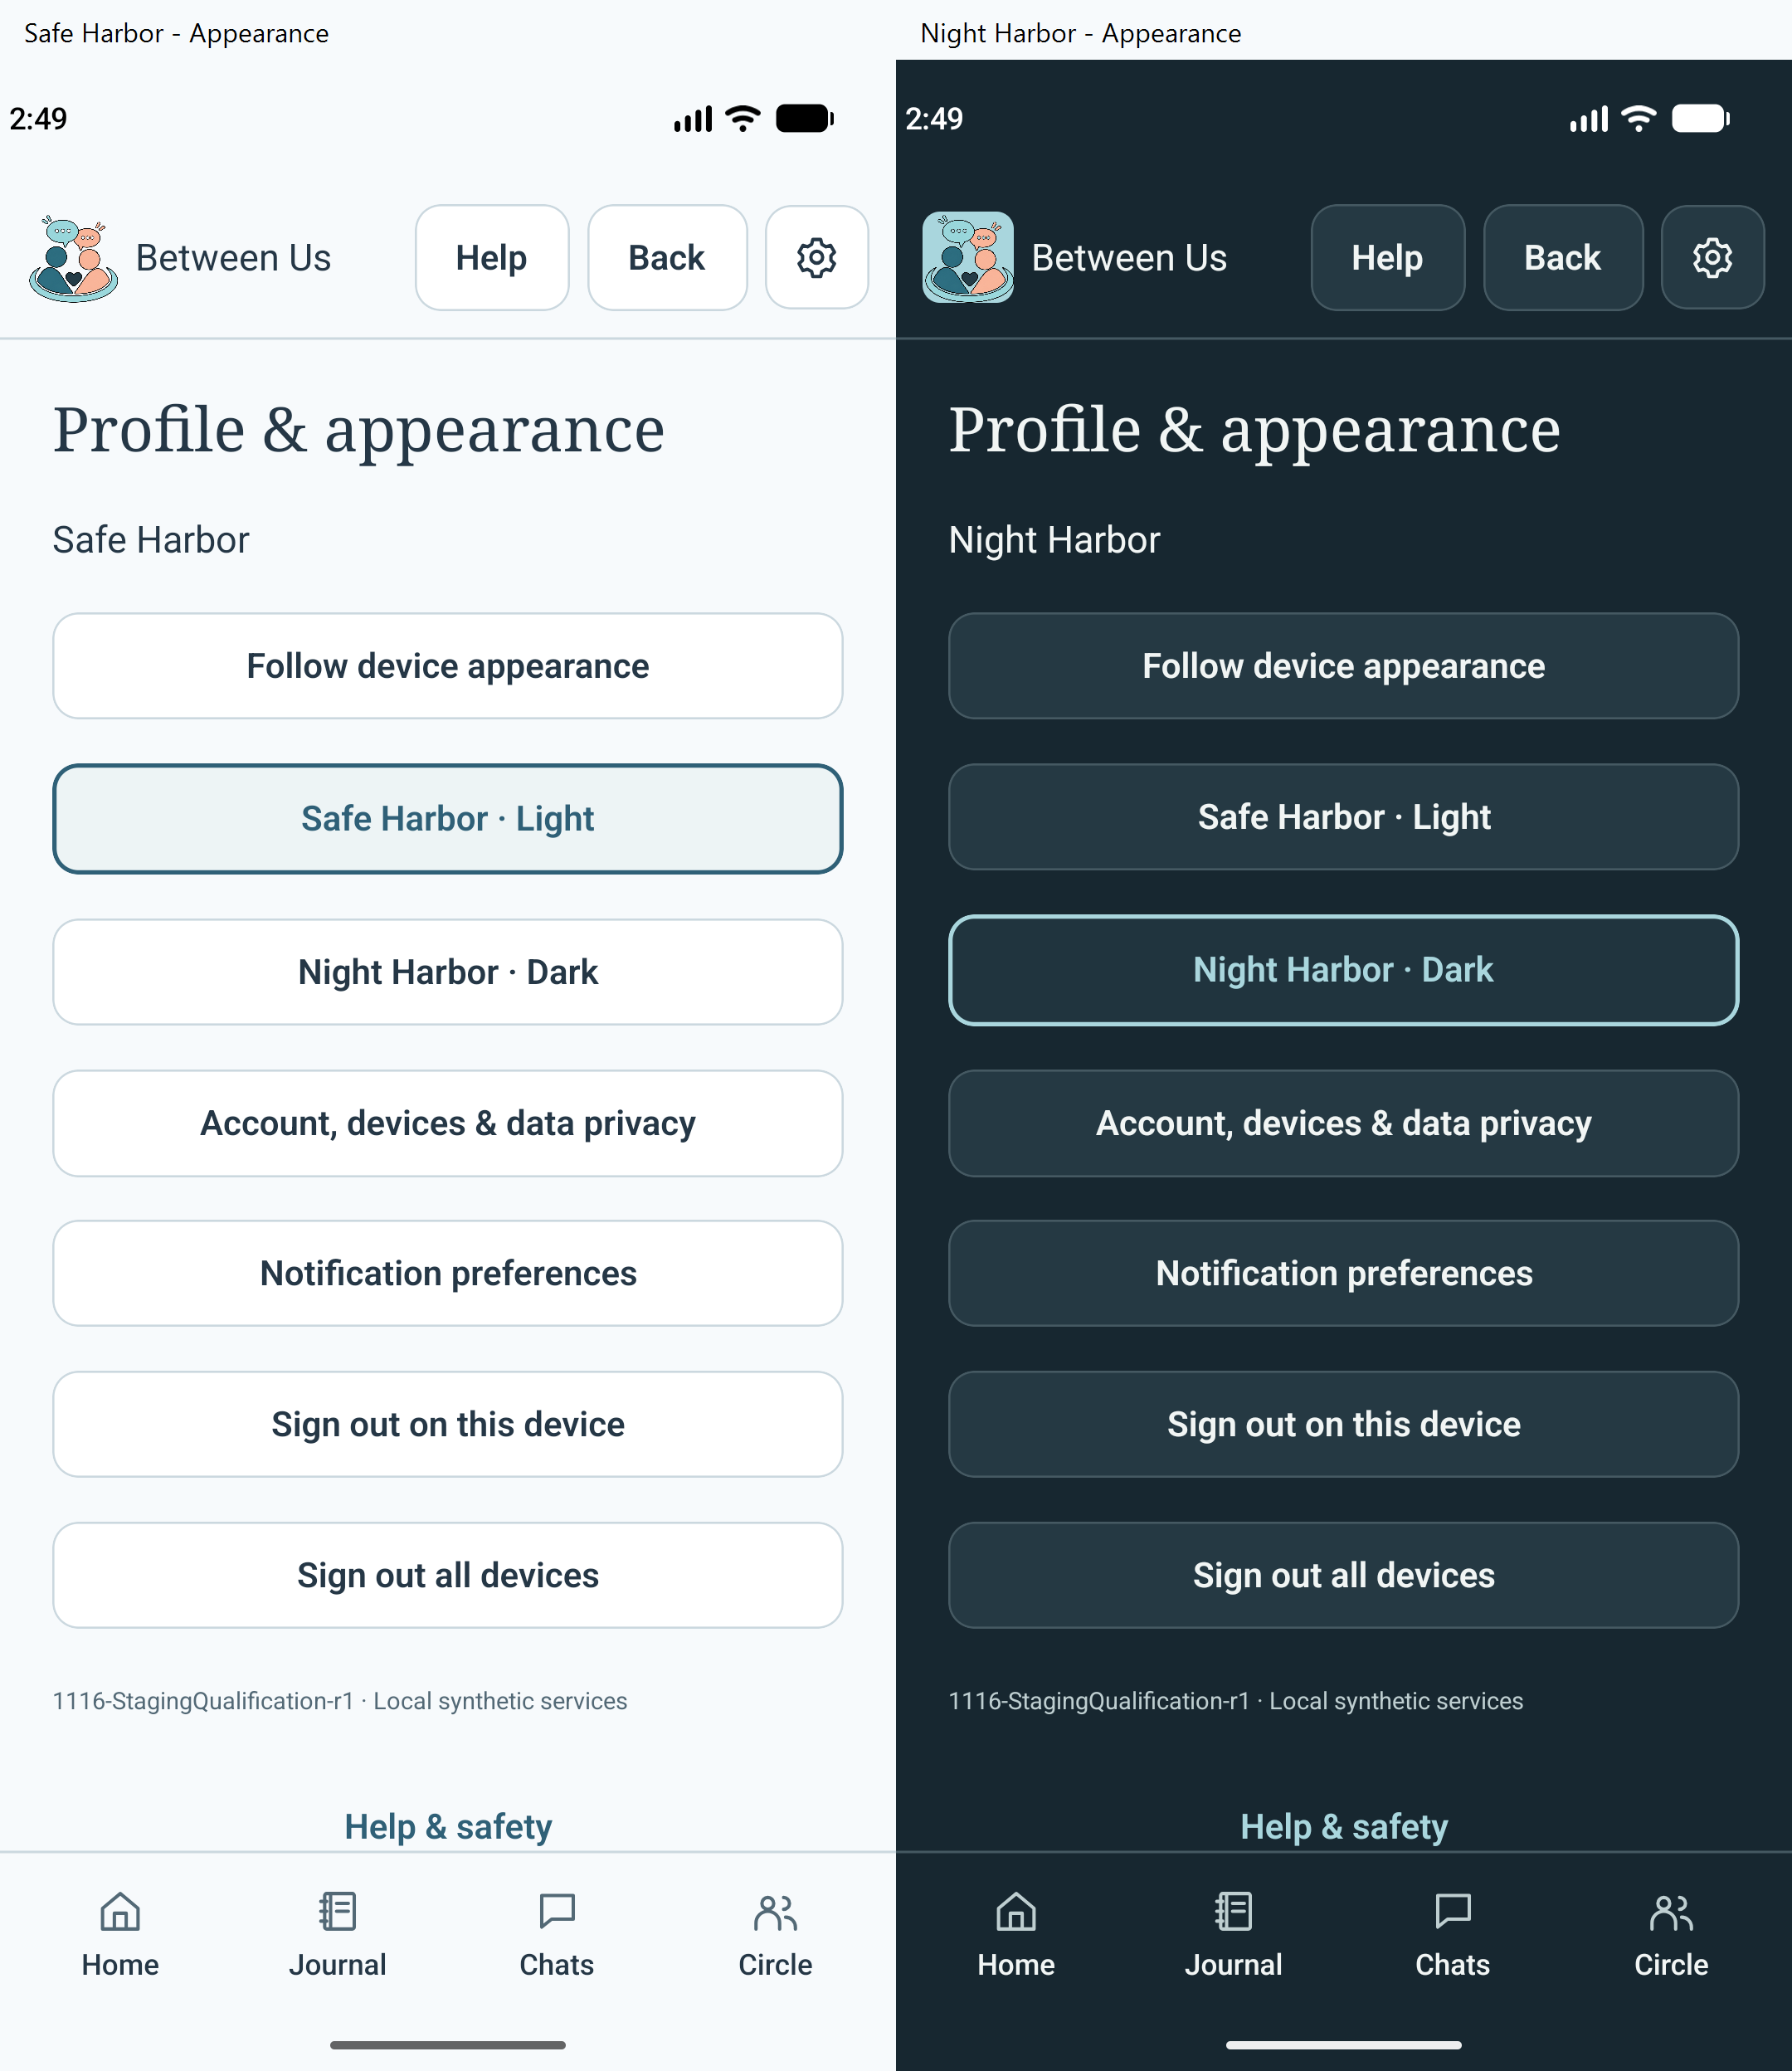 Safe Harbor - Appearance
2:49
Between Us
Help
Back
Profile & appearance
Safe Harbor
Follow device appearance
Safe Harbor · Light
Night Harbor · Dark
Account, devices & data privacy
Notification preferences
Sign out on this device
Sign out all devices
1116-StagingQualification-r1 · Local synthetic services
Help & safety
Home
Journal
Chats
Circle
Night Harbor - Appearance
2:49
Between Us
Help
Back
Profile & appearance
Night Harbor
Follow device appearance
Safe Harbor · Light
Night Harbor · Dark
Account, devices & data privacy
Notification preferences
Sign out on this device
Sign out all devices
1116-StagingQualification-r1 · Local synthetic services
Help & safety
Home
Journal
Chats
Circle